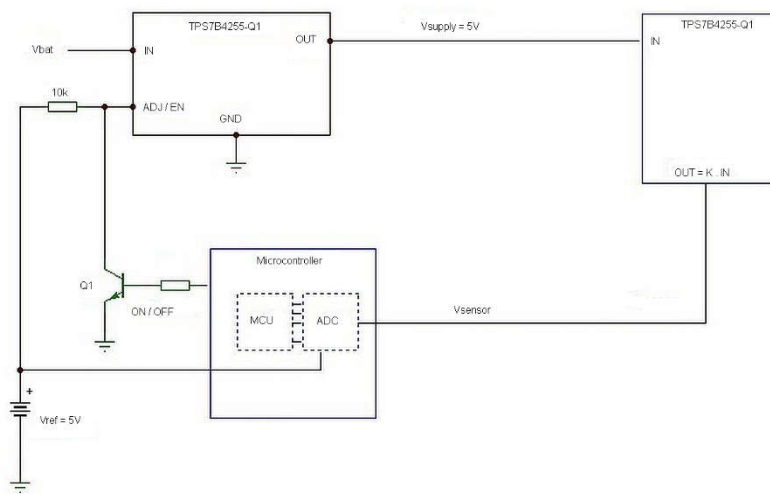 TPS7B4255-Q1
TPS7B4255-Q1
OUT
Vsupply = 5V
IN
Vbat
IN
10k
ADJ / EN
GND
OUT = K . IN
Microcontroller
Q1
ON / OFF
MCU
ADC
Vsensor
+
Vref = 5V